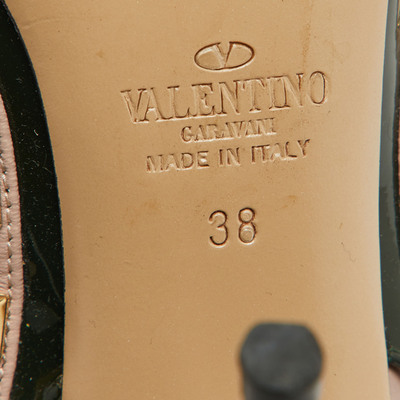 VALENTINO
GARAVANI
MADE IN ITALY
38